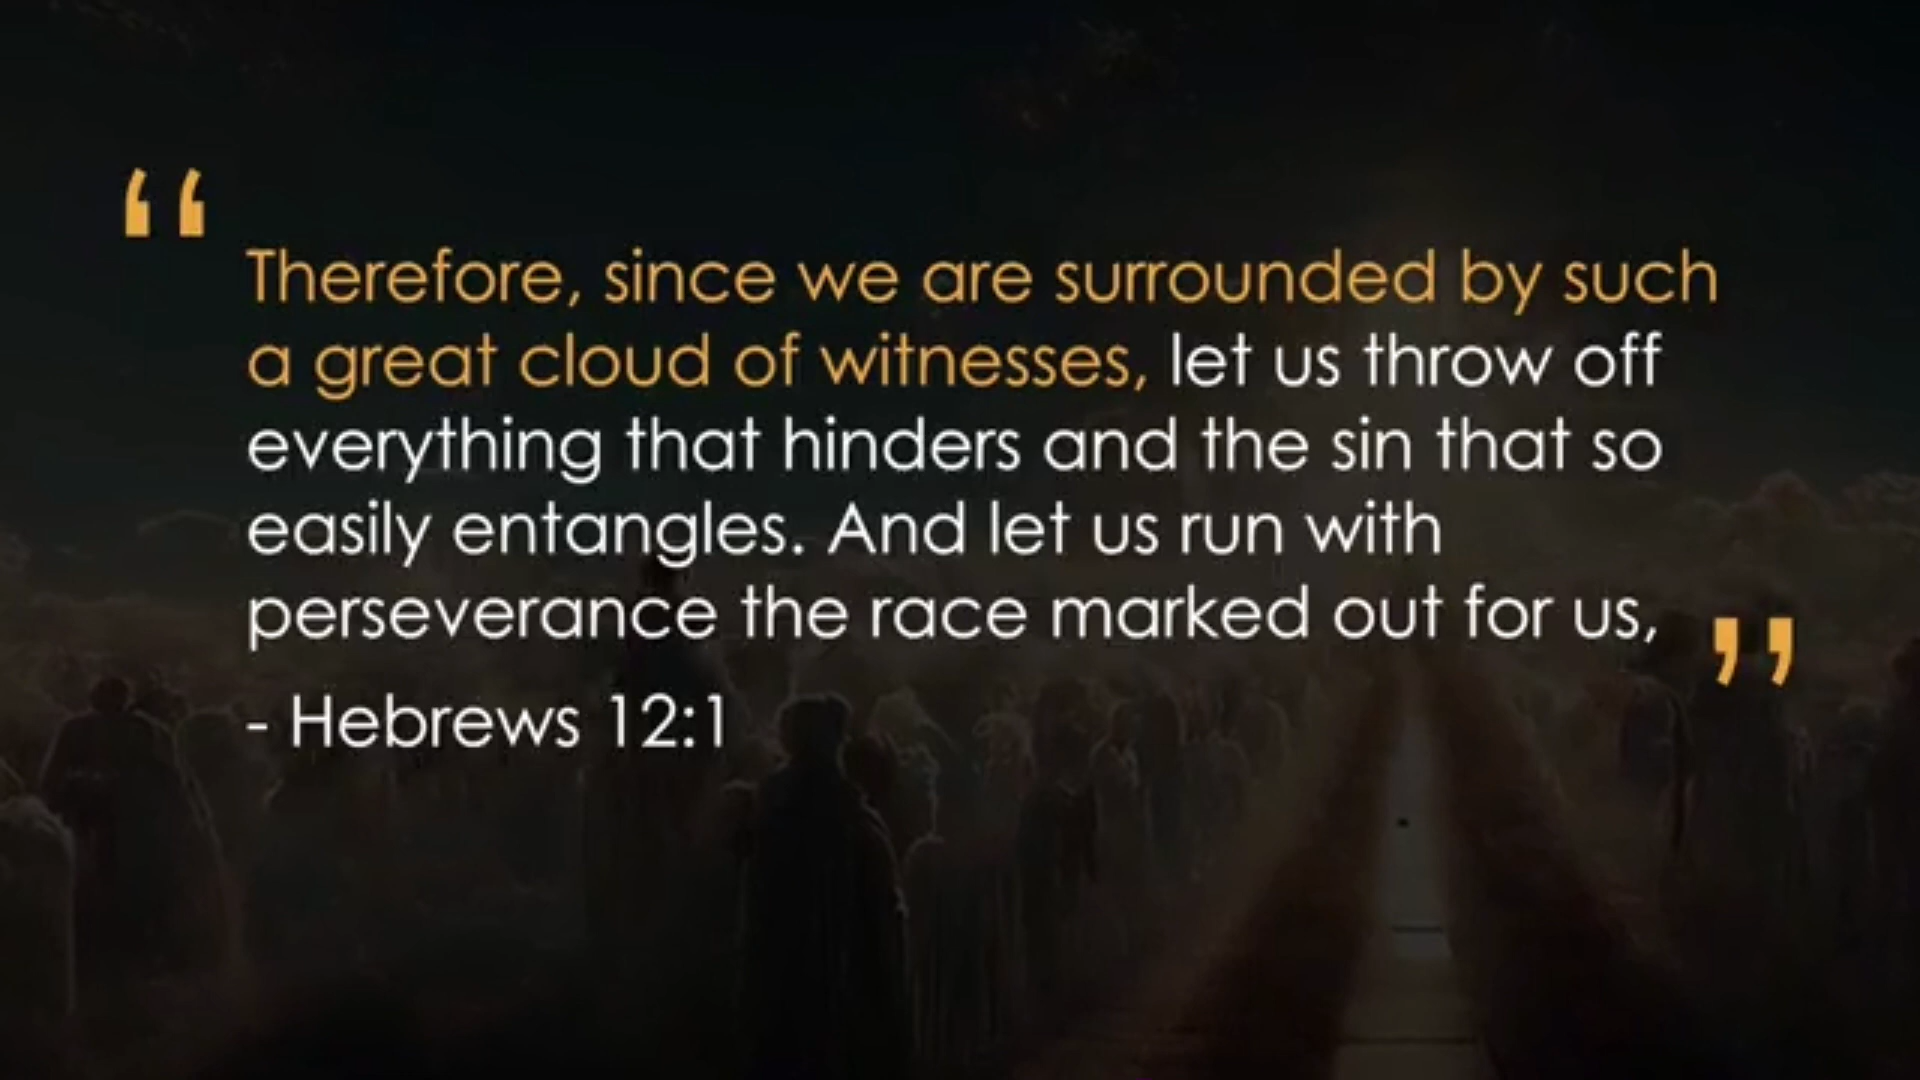 “
Therefore, since we are surrounded by such
a great cloud of witnesses, let us throw off
everything that hinders and the sin that so
easily entangles. And let us run with
perseverance the race marked out for us, ”
- Hebrews 12:1